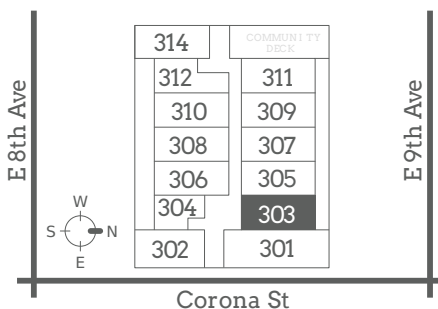 314
COMMUNITY
DECK
312
311
310
309
308
307
306
305
304
303
302
301
E 8th Ave
E 9th Ave
W
S
N
E
Corona St